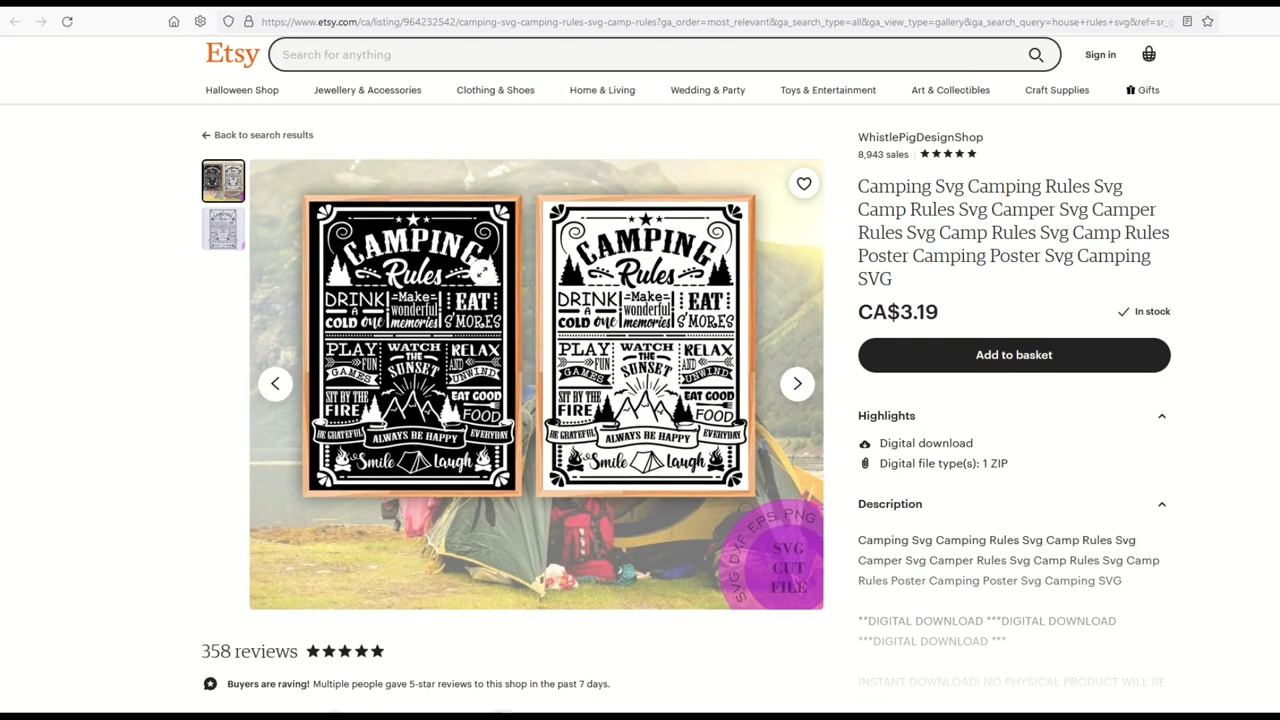 https://www.etsy.com/ca/listing/964232542/camping-svg-camping-rules-svg-camp-rules?ga_order=most_relevant&ga_search_type=all&ga_view_type=gallery&ga_search_query=house+rules+svg&ref=sr_g
Etsy
Search for anything
Sign in
Halloween Shop
Jewellery & Accessories
Clothing & Shoes
Home & Living
Wedding & Party
Toys & Entertainment
Art & Collectibles
Craft Supplies
Gifts
Back to search results
CAMPING
Rules
DRINK
A
COLD one
Make
wonderful
memories
EAT
S'MORES
PLAY
FUN
GAMES
WATCH
THE
SUNSET
RELAX
AND
UNWIND
SIT BY THE
FIRE
EAT GOOD
FOOD
BE GRATEFUL
ALWAYS BE HAPPY
EVERYDAY
Smile
Laugh
CAMPING
Rules
DRINK
A
COLD one
Make
wonderful
memories
EAT
S'MORES
PLAY
FUN
GAMES
WATCH
THE
SUNSET
RELAX
AND
UNWIND
SIT BY THE
FIRE
EAT GOOD
FOOD
BE GRATEFUL
ALWAYS BE HAPPY
EVERYDAY
Smile
Laugh
SVG DXF EPS PNG
SVG
CUT
FILE
358 reviews
Buyers are raving! Multiple people gave 5-star reviews to this shop in the past 7 days.
WhistlePigDesignShop
8,943 sales
Camping Svg Camping Rules Svg
Camp Rules Svg Camper Svg Camper
Rules Svg Camp Rules Svg Camp Rules
Poster Camping Poster Svg Camping
SVG
CA$3.19
In stock
Add to basket
Highlights
Digital download
Digital file type(s): 1 ZIP
Description
Camping Svg Camping Rules Svg Camp Rules Svg
Camper Svg Camper Rules Svg Camp Rules Svg Camp
Rules Poster Camping Poster Svg Camping SVG
**DIGITAL DOWNLOAD ***DIGITAL DOWNLOAD
***DIGITAL DOWNLOAD ***
INSTANT DOWNLOAD! NO PHYSICAL PRODUCT WILL BE